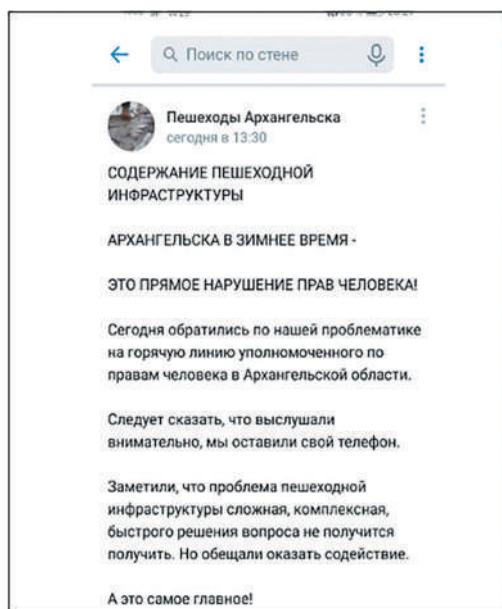 Поиск по стене
Пешеходы Архангельска
сегодня в 13:30
СОДЕРЖАНИЕ ПЕШЕХОДНОЙ
ИНФРАСТРУКТУРЫ
АРХАНГЕЛЬСКА В ЗИМНЕЕ ВРЕМЯ -
ЭТО ПРЯМОЕ НАРУШЕНИЕ ПРАВ ЧЕЛОВЕКА!
Сегодня обратились по нашей проблематике
на горячую линию уполномоченного по
правам человека в Архангельской области.
Следует сказать, что выслушали
внимательно, мы оставили свой телефон.
Заметили, что проблема пешеходной
инфраструктуры сложная, комплексная,
быстрого решения вопроса не получится
получить. Но обещали оказать содействие.
А это самое главное!